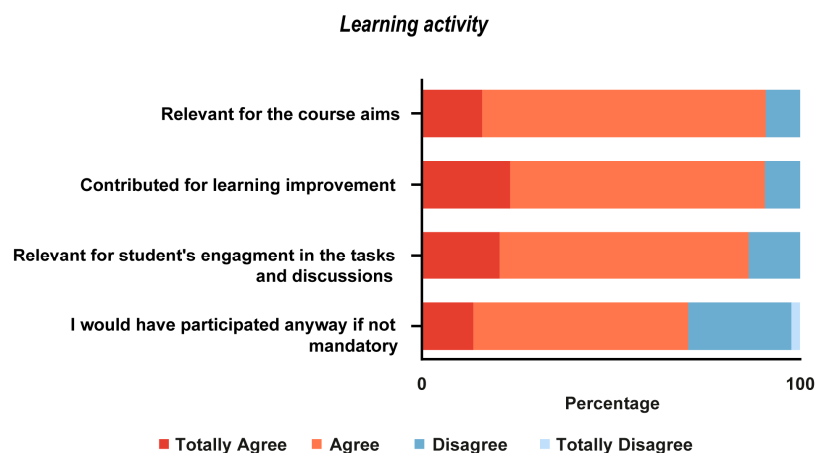 Learning activity
Relevant for the course aims
Contributed for learning improvement
Relevant for student's engagment in the tasks
and discussions
I would have participated anyway if not
mandatory
0
100
Percentage
Totally Agree
Agree
Disagree
Totally Disagree